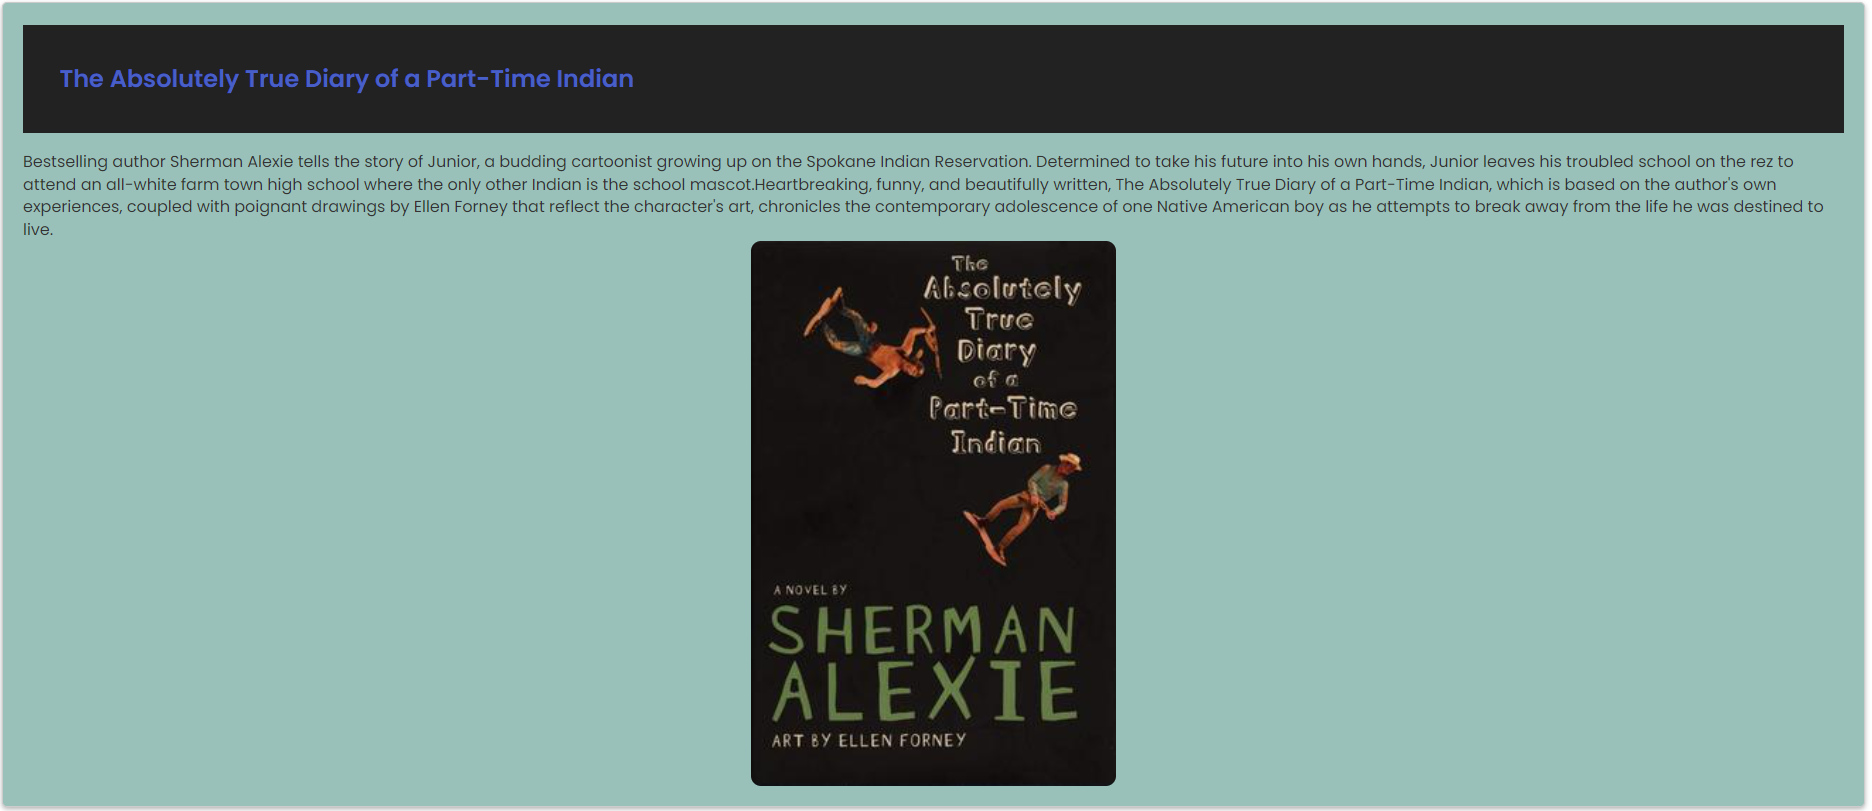 The Absolutely True Diary of a Part-Time Indian
Bestselling author Sherman Alexie tells the story of Junior, a budding cartoonist growing up on the Spokane Indian Reservation. Determined to take his future into his own hands, Junior leaves his troubled school on the rez to
attend an all-white farm town high school where the only other Indian is the school mascot.Heartbreaking, funny, and beautifully written, The Absolutely True Diary of a Part-Time Indian, which is based on the author's own
experiences, coupled with poignant drawings by Ellen Forney that reflect the character's art, chronicles the contemporary adolescence of one Native American boy as he attempts to break away from the life he was destined to
live.
The
Absolutely
True
Diary
of a
Part-Time
Indian
A NOVEL BY
SHERMAN
ALEXIE
ART BY ELLEN FORNEY